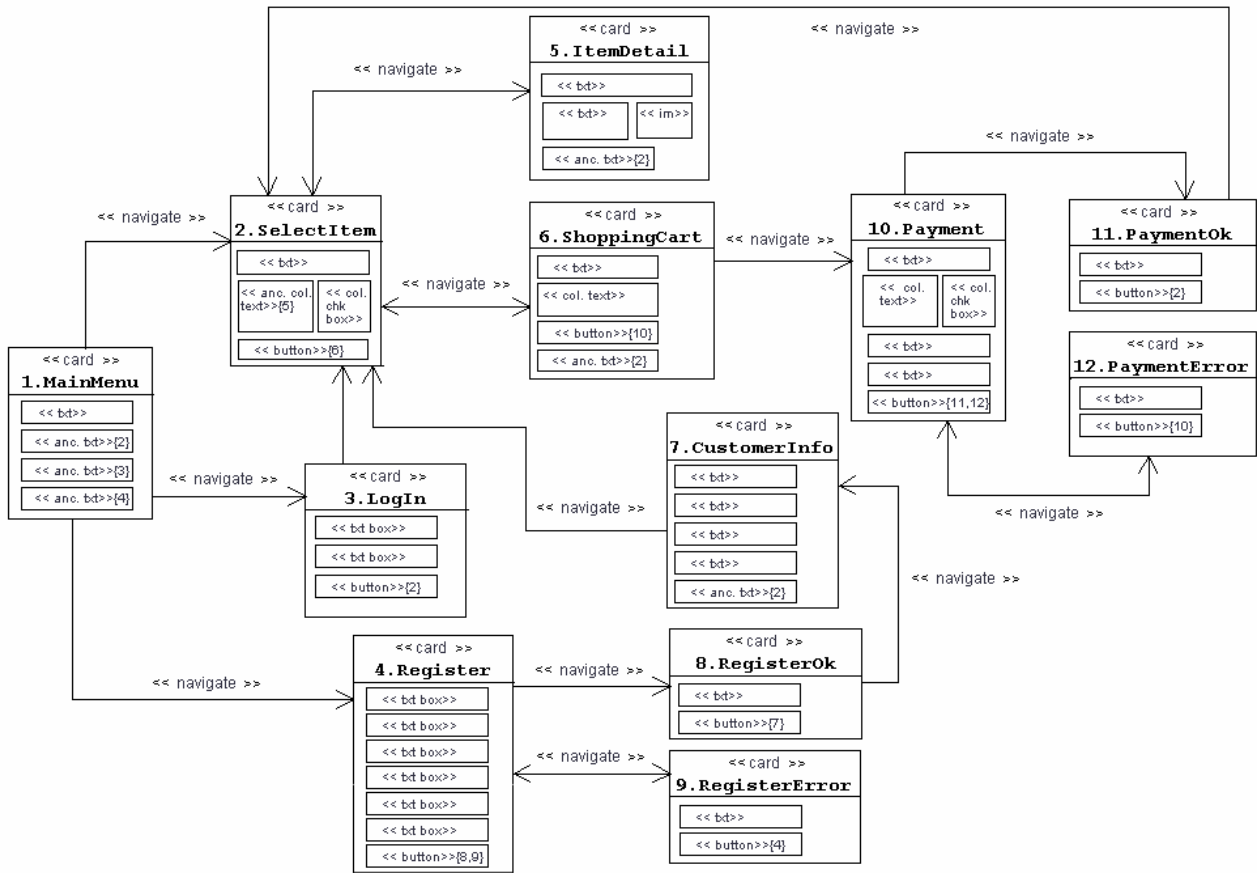 << navigate >>
<< card >>
5.ItemDetail
<< txt>>
<< txt>>
<< im>>
<< anc. txt>>{2}
<< navigate >>
<< navigate >>
<< navigate >>
<< card >>
2.SelectItem
<< txt>>
<< anc. col.
text>>{5}
<< col.
chk
box>>
<< button>>{6}
<< navigate >>
<< card >>
6.ShoppingCart
<< txt>>
<< col. text>>
<< button>>{10}
<< anc. txt>>{2}
<< navigate >>
<< card >>
10.Payment
<< txt>>
<< col.
text>>
<< col.
chk
box>>
<< txt>>
<< txt>>
<< button>>{11,12}
<< card >>
11.PaymentOk
<< txt>>
<< button>>{2}
<< card >>
12.PaymentError
<< txt>>
<< button>>{10}
<< navigate >>
<< card >>
1.MainMenu
<< txt>>
<< anc. txt>>{2}
<< anc. txt>>{3}
<< anc. txt>>{4}
<< navigate >>
<< card >>
3.LogIn
<< txt box>>
<< txt box>>
<< button>>{2}
<< navigate >>
<< card >>
7.CustomerInfo
<< txt>>
<< txt>>
<< txt>>
<< txt>>
<< anc. txt>>{2}
<< navigate >>
<< navigate >>
<< card >>
4.Register
<< txt box>>
<< txt box>>
<< txt box>>
<< txt box>>
<< txt box>>
<< txt box>>
<< button>>{8,9}
<< navigate >>
<< card >>
8.RegisterOk
<< txt>>
<< button>>{7}
<< navigate >>
<< card >>
9.RegisterError
<< txt>>
<< button>>{4}